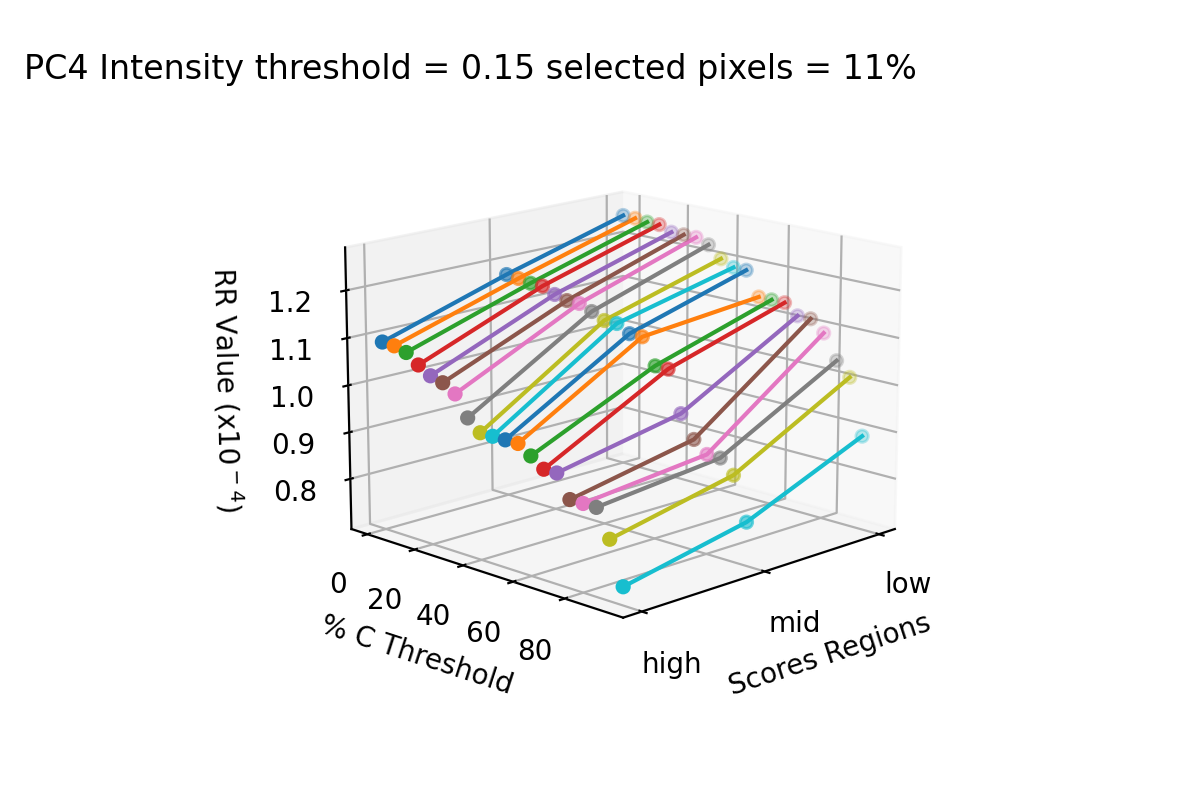 PC4 Intensity threshold = 0.15 selected pixels = 11%
RR Value (x10⁻⁴)
1.2
1.1
1.0
0.9
0.8
0
20
40
60
80
% C Threshold
high
mid
low
Scores Regions